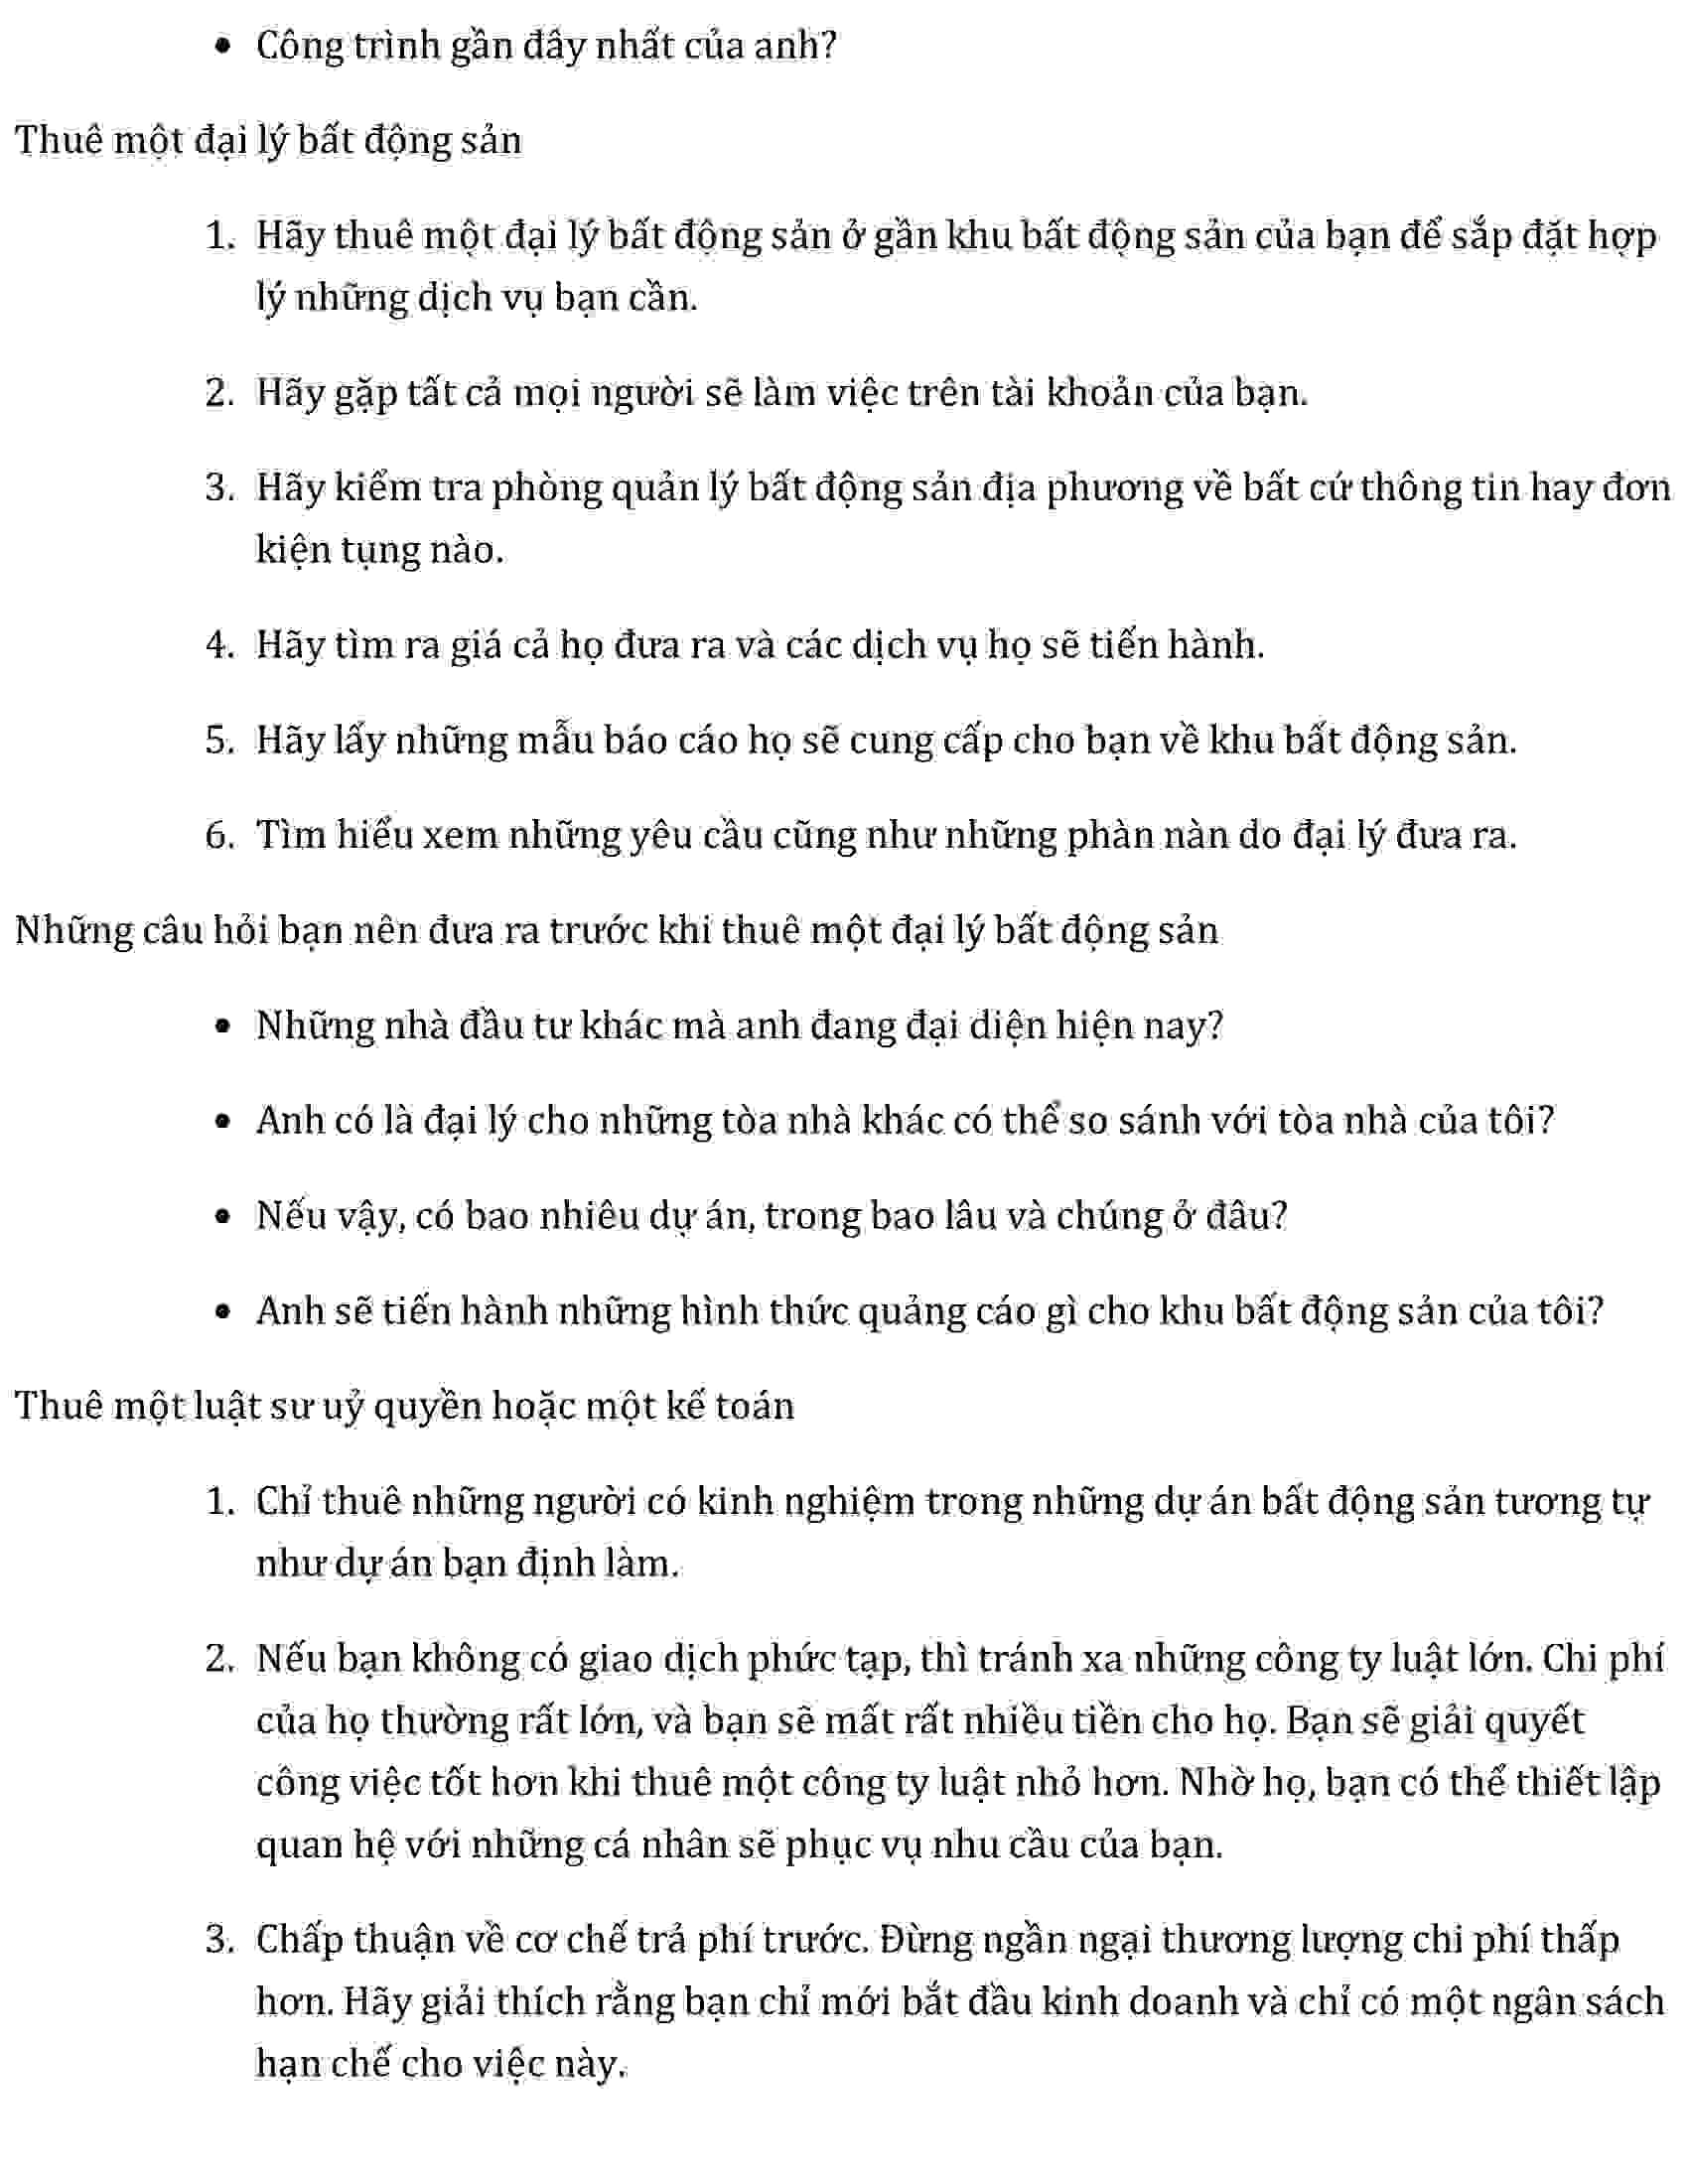 • Công trình gần đây nhất của anh?
Thuê một đại lý bất động sản
1. Hãy thuê một đại lý bất động sản ở gần khu bất động sản của bạn để sắp đặt hợp
lý những dịch vụ bạn cần.
2. Hãy gặp tất cả mọi người sẽ làm việc trên tài khoản của bạn.
3. Hãy kiểm tra phòng quản lý bất động sản địa phương về bất cứ thông tin hay đơn
kiện tụng nào.
4. Hãy tìm ra giá cả họ đưa ra và các dịch vụ họ sẽ tiến hành.
5. Hãy lấy những mẫu báo cáo họ sẽ cung cấp cho bạn về khu bất động sản.
6. Tìm hiểu xem những yêu cầu cũng như những phàn nàn do đại lý đưa ra.
Những câu hỏi bạn nên đưa ra trước khi thuê một đại lý bất động sản
• Những nhà đầu tư khác mà anh đang đại diện hiện nay?
• Anh có là đại lý cho những tòa nhà khác có thể so sánh với tòa nhà của tôi?
• Nếu vậy, có bao nhiêu dự án, trong bao lâu và chúng ở đâu?
• Anh sẽ tiến hành những hình thức quảng cáo gì cho khu bất động sản của tôi?
Thuê một luật sư uỷ quyền hoặc một kế toán
1. Chỉ thuê những người có kinh nghiệm trong những dự án bất động sản tương tự
như dự án bạn định làm.
2. Nếu bạn không có giao dịch phức tạp, thì tránh xa những công ty luật lớn. Chi phí
của họ thường rất lớn, và bạn sẽ mất rất nhiều tiền cho họ. Bạn sẽ giải quyết
công việc tốt hơn khi thuê một công ty luật nhỏ hơn. Nhờ họ, bạn có thể thiết lập
quan hệ với những cá nhân sẽ phục vụ nhu cầu của bạn.
3. Chấp thuận về cơ chế trả phí trước. Đừng ngần ngại thương lượng chi phí thấp
hơn. Hãy giải thích rằng bạn chỉ mới bắt đầu kinh doanh và chỉ có một ngân sách
hạn chế cho việc này.